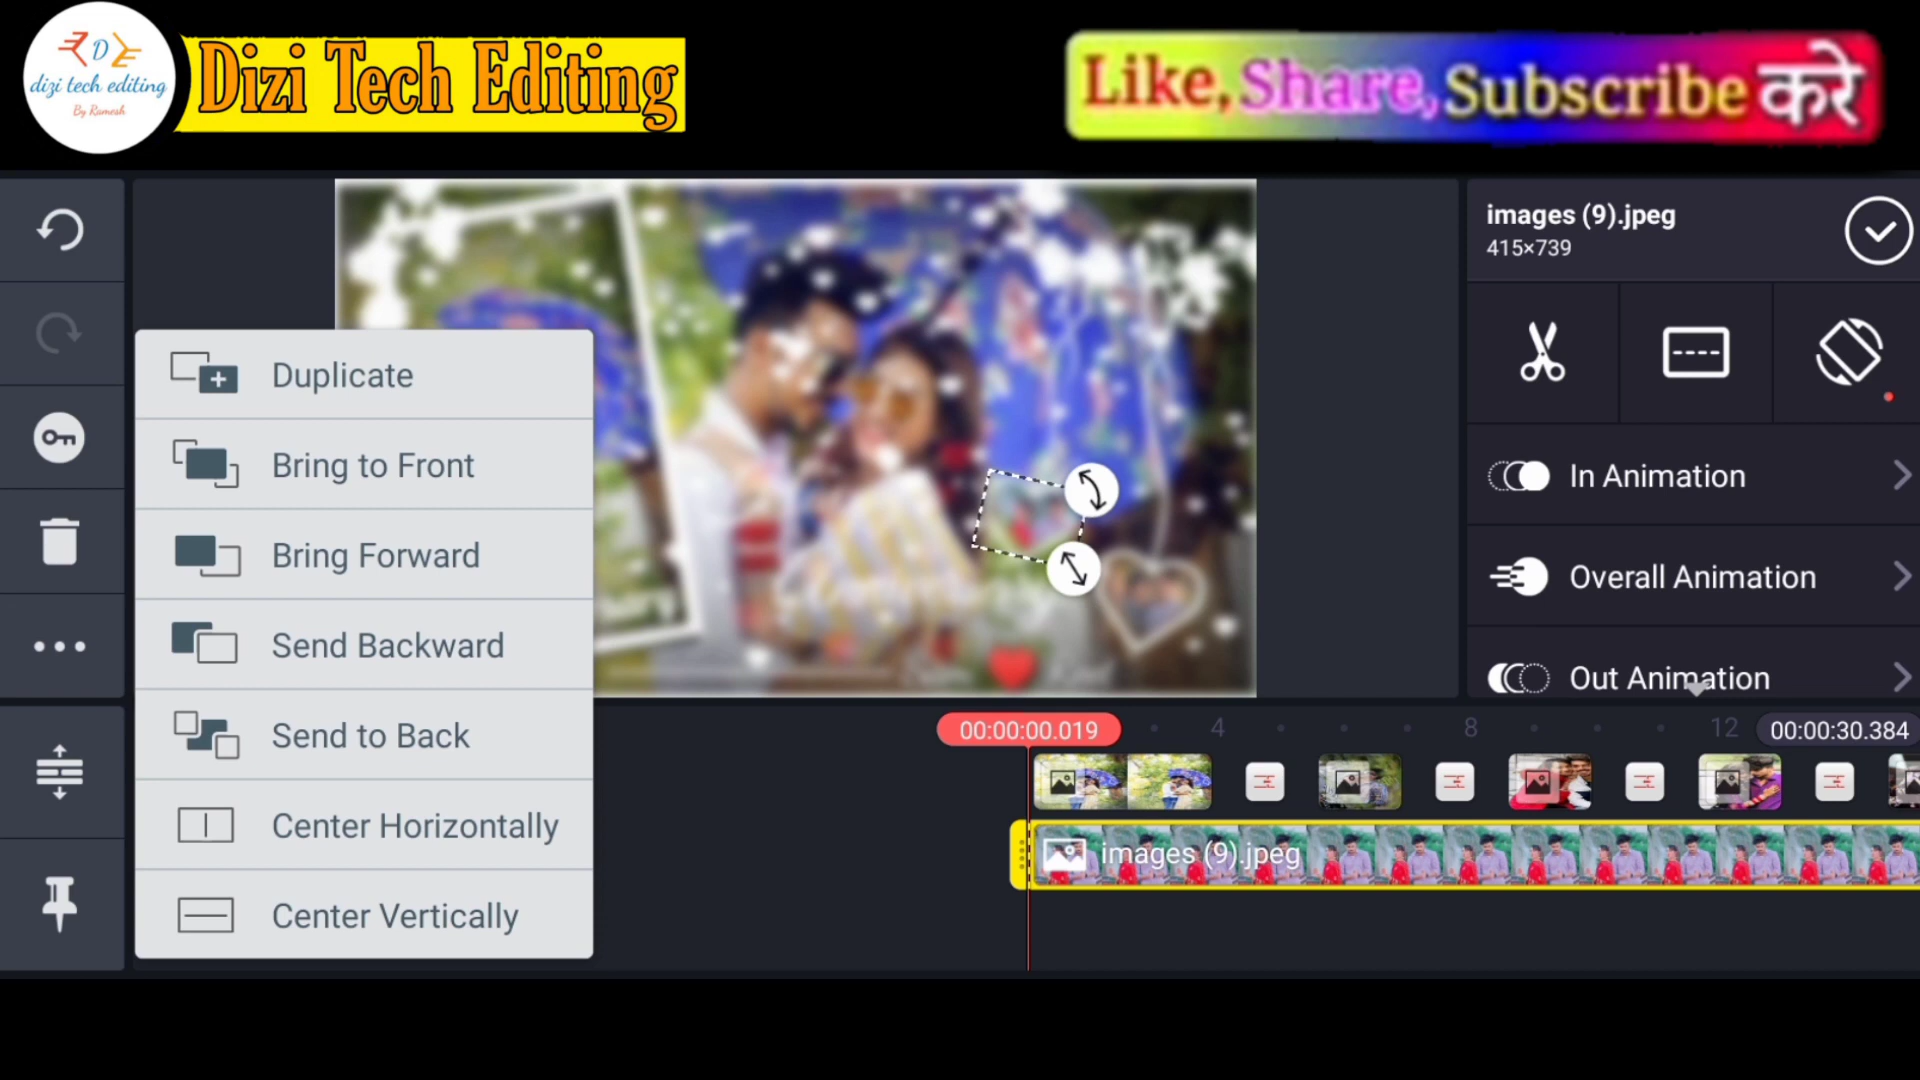 dizi tech editing
By Ramesh
Dizi Tech Editing
Like, Share, Subscribe करे
images (9).jpeg
415×739
Duplicate
Bring to Front
Bring Forward
Send Backward
Send to Back
Center Horizontally
Center Vertically
In Animation
Overall Animation
Out Animation
00:00:00.019
4
8
12
00:00:30.384
images (9).jpeg